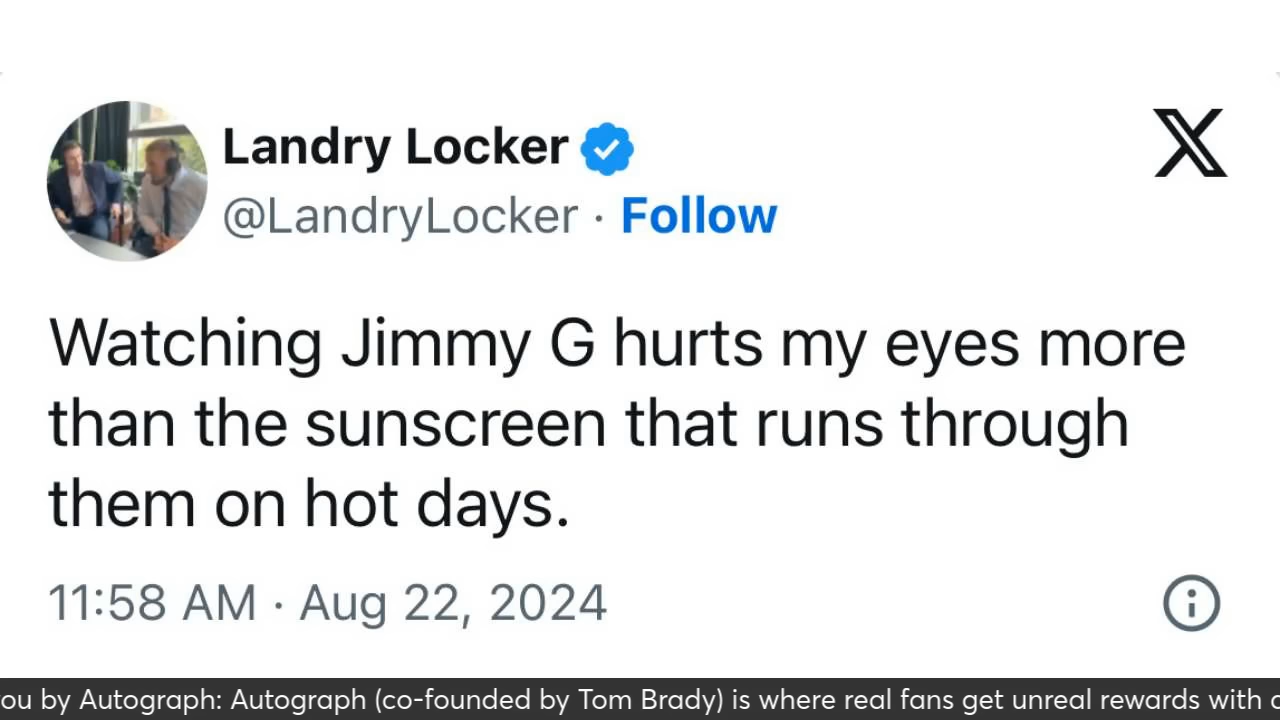 Landry Locker
@LandryLocker · Follow
Watching Jimmy G hurts my eyes more
than the sunscreen that runs through
them on hot days.
11:58 AM · Aug 22, 2024
by Autograph: Autograph (co-founded by Tom Brady) is where real fans get unreal rewards with